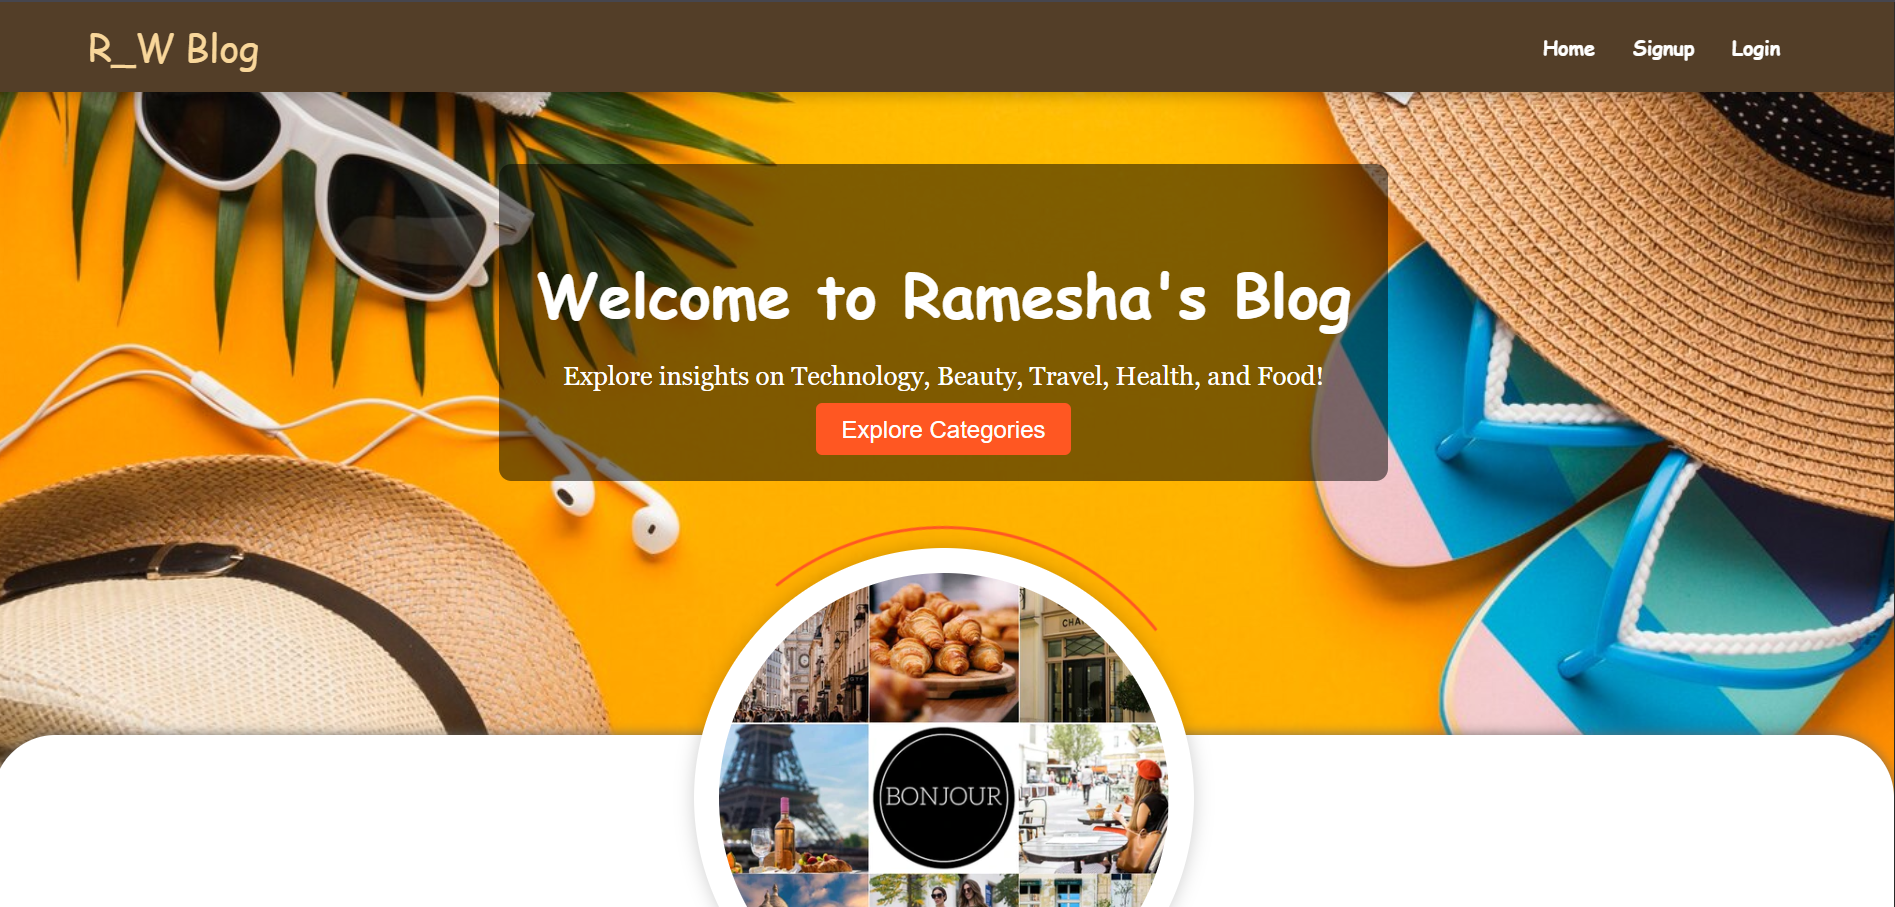 R_W Blog
Home Signup Login
Welcome to Ramesha's Blog
Explore insights on Technology, Beauty, Travel, Health, and Food!
Explore Categories
BONJOUR